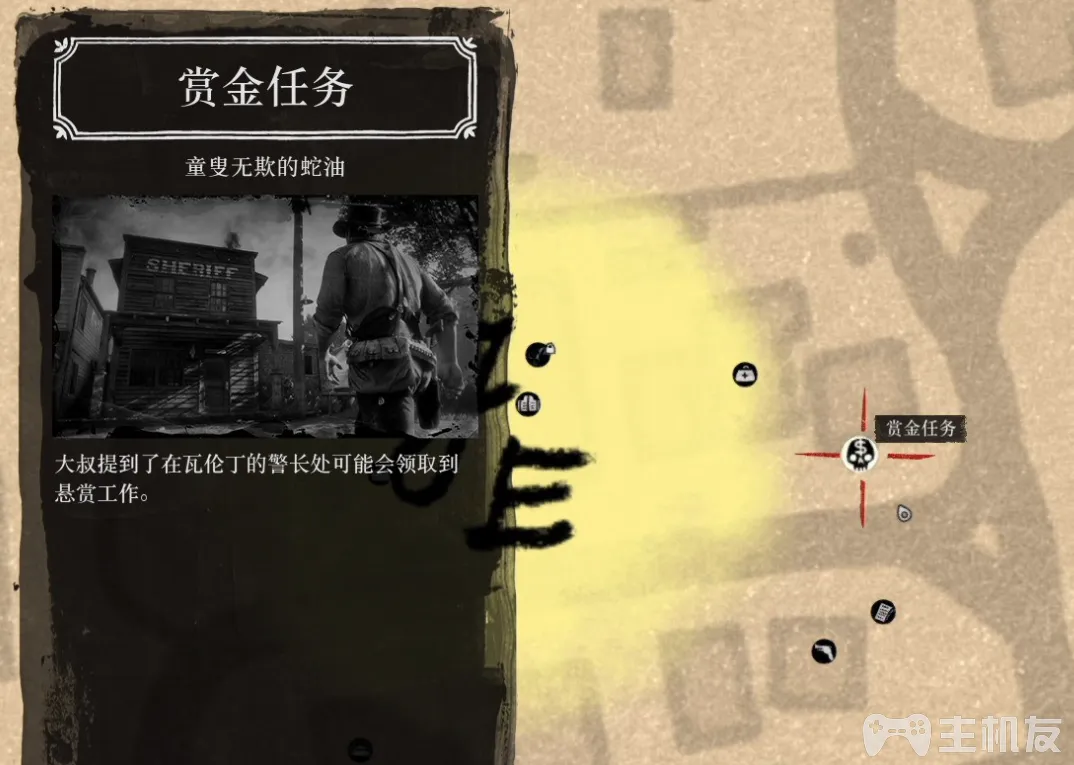 赏金任务
童叟无欺的蛇油
SHERIFF
大叔提到了在瓦伦丁的警长处可能会领取到
悬赏工作。
E
赏金任务
主机友